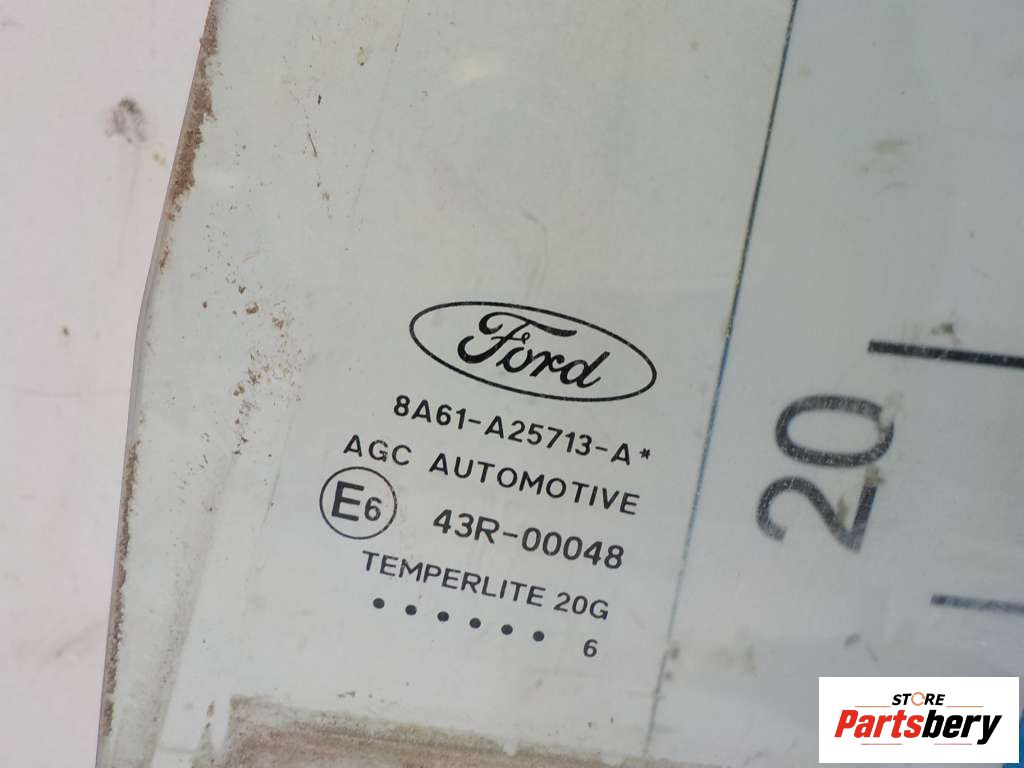 Ford
8A61-A25713-A*
AGC AUTOMOTIVE
E6 43R-00048
TEMPERLITE 20G
. . . . . . 6
20
STORE
Partsbery